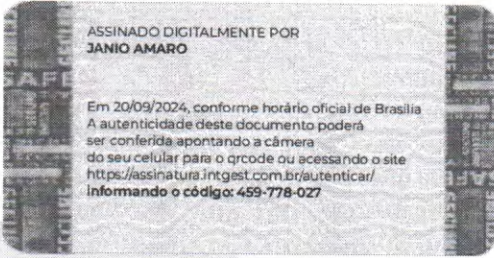 ASSINADO DIGITALMENTE POR
JANIO AMARO
Em 20/09/2024, conforme horário oficial de Brasília
A autenticidade deste documento poderá
ser conferida apontando a câmera
do seu celular para o qrcode ou acessando o site
https://assinatura.intgest.com.br/autenticar/
informando o código: 459-778-027